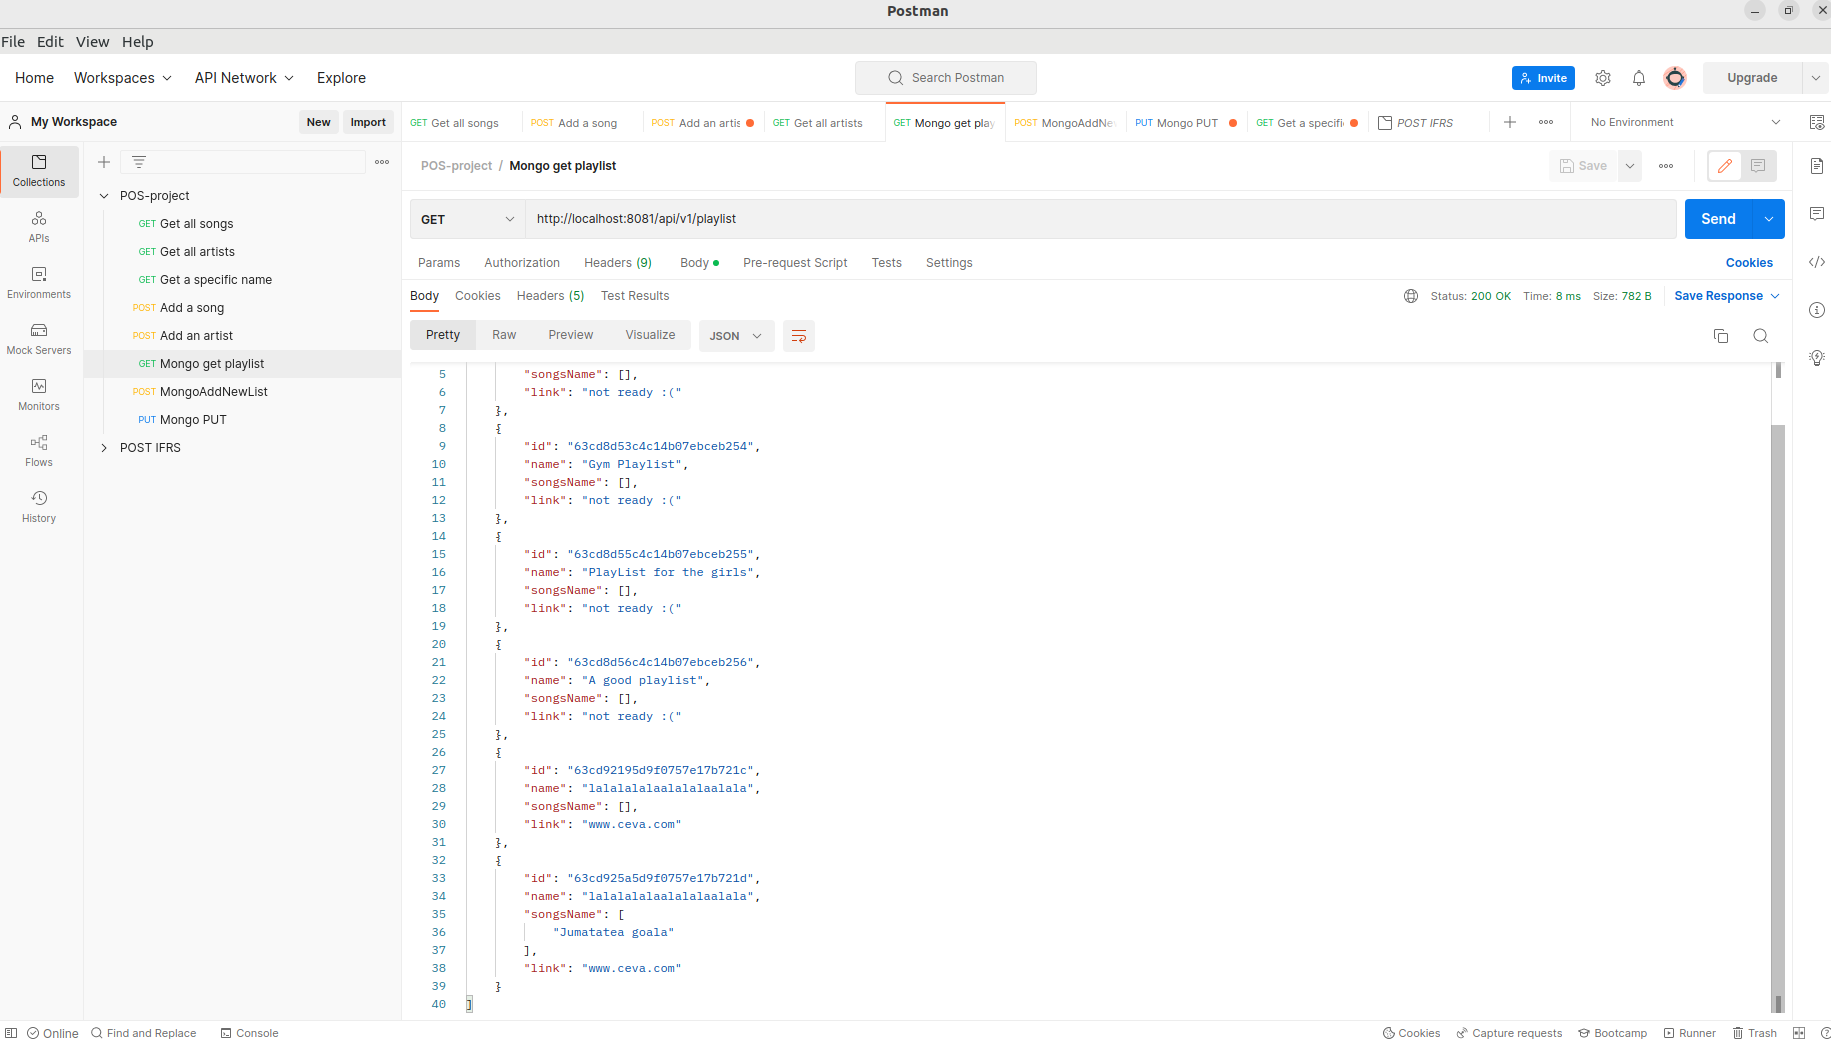 Postman
File Edit View Help
Home Workspaces API Network Explore Search Postman Invite Upgrade
My Workspace New Import
GET Get all songs POST Add a song POST Add an artis GET Get all artists GET Mongo get play POST MongoAddNe PUT Mongo PUT GET Get a specifi POST IFRS No Environment
Collections
APIs
Environments
Mock Servers
Monitors
Flows
History
POS-project
GET Get all songs
GET Get all artists
GET Get a specific name
POST Add a song
POST Add an artist
GET Mongo get playlist
POST MongoAddNewList
PUT Mongo PUT
POST IFRS
POS-project / Mongo get playlist Save
GET http://localhost:8081/api/v1/playlist Send
Params Authorization Headers (9) Body Pre-request Script Tests Settings Cookies
Body Cookies Headers (5) Test Results Status: 200 OK Time: 8 ms Size: 782 B Save Response
Pretty Raw Preview Visualize JSON
5 "songsName": [],
6 "link": "not ready :("
7 },
8 {
9 "id": "63cd8d53c4c14b07ebceb254",
10 "name": "Gym Playlist",
11 "songsName": [],
12 "link": "not ready :("
13 },
14 {
15 "id": "63cd8d55c4c14b07ebceb255",
16 "name": "PlayList for the girls",
17 "songsName": [],
18 "link": "not ready :("
19 },
20 {
21 "id": "63cd8d56c4c14b07ebceb256",
22 "name": "A good playlist",
23 "songsName": [],
24 "link": "not ready :("
25 },
26 {
27 "id": "63cd92195d9f0757e17b721c",
28 "name": "lalalalalaalalalaalala",
29 "songsName": [],
30 "link": "www.ceva.com"
31 },
32 {
33 "id": "63cd925a5d9f0757e17b721d",
34 "name": "lalalalalaalalalaalala",
35 "songsName": [
36 "Jumatatea goala"
37 ],
38 "link": "www.ceva.com"
39 }
40 ]
Online Find and Replace Console Cookies Capture requests Bootcamp Runner Trash